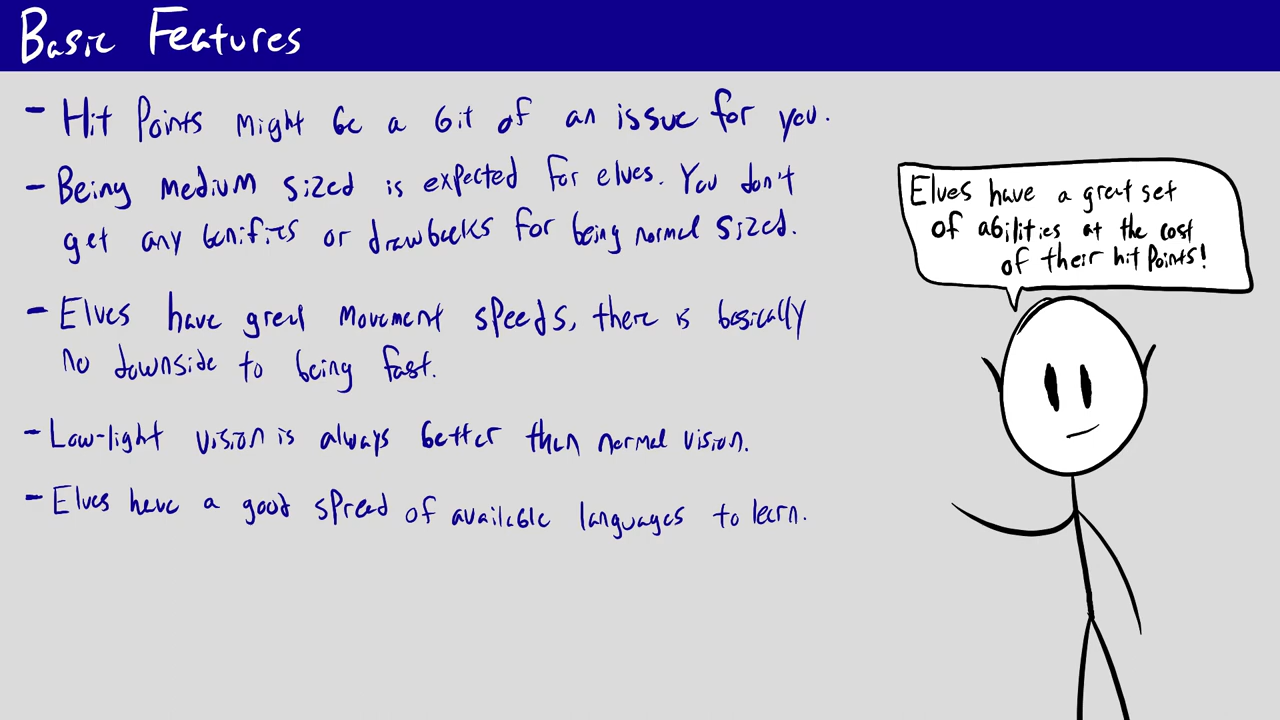 Basic Features
- Hit Points might be a bit of an issue for you.
- Being medium sized is expected for elves. You don't
get any benifits or drawbacks for being normal sized.
- Elves have great movement speeds, there is basically
no downside to being fast.
- Low-light vision is always better then normal vision.
- Elves have a good spread of available languages to learn.
Elves have a great set
of abilities at the cost
of their hit points!